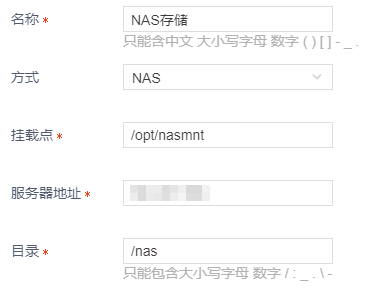 名称 * NAS存储
只能含中文 大小写字母 数字 ( ) [ ] - _ .
方式 NAS
挂载点 * /opt/nasmnt
服务器地址 *
目录 * /nas
只能包含大小写字母 数字 / : _ . \ -